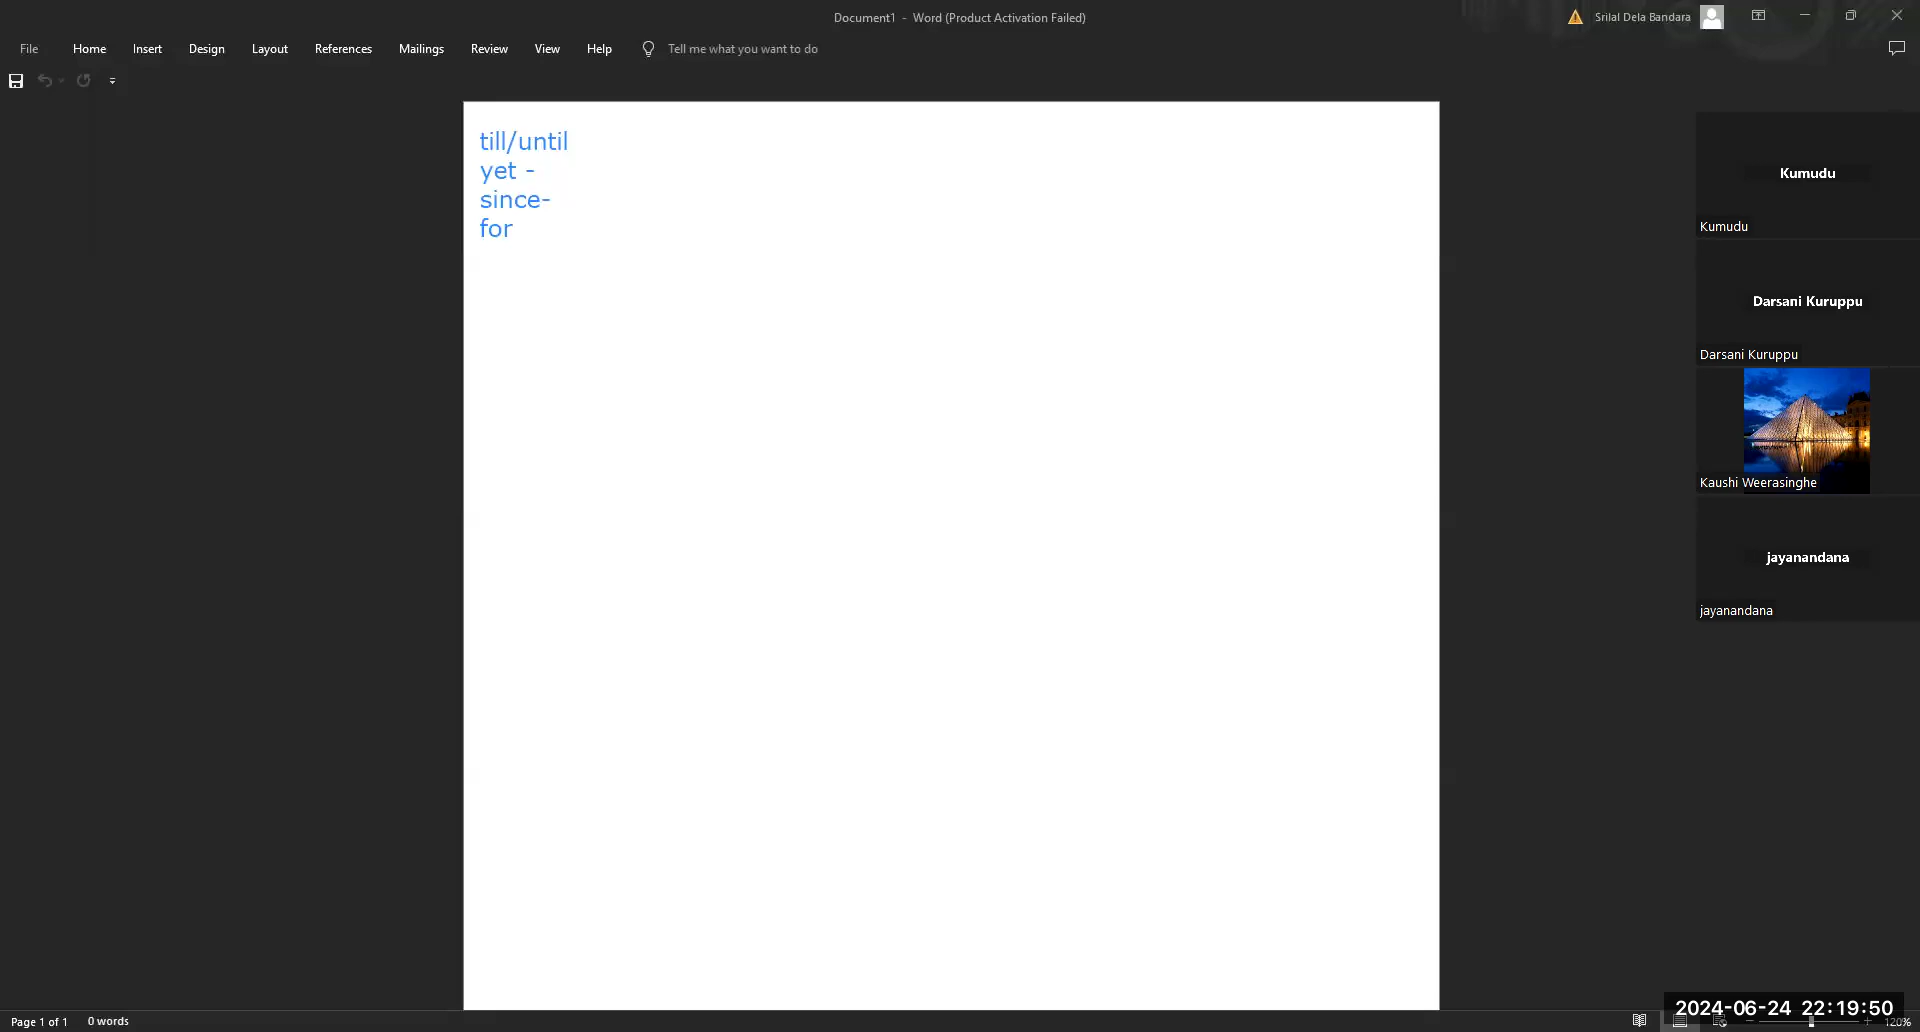 Document1 - Word (Product Activation Failed)
Srilal Dela Bandara
File Home Insert Design Layout References Mailings Review View Help Tell me what you want to do
till/until
yet -
since-
for
Kumudu
Kumudu
Darsani Kuruppu
Darsani Kuruppu
Kaushi Weerasinghe
jayanandana
jayanandana
2024-06-24 22:19:50
Page 1 of 1 0 words
120%